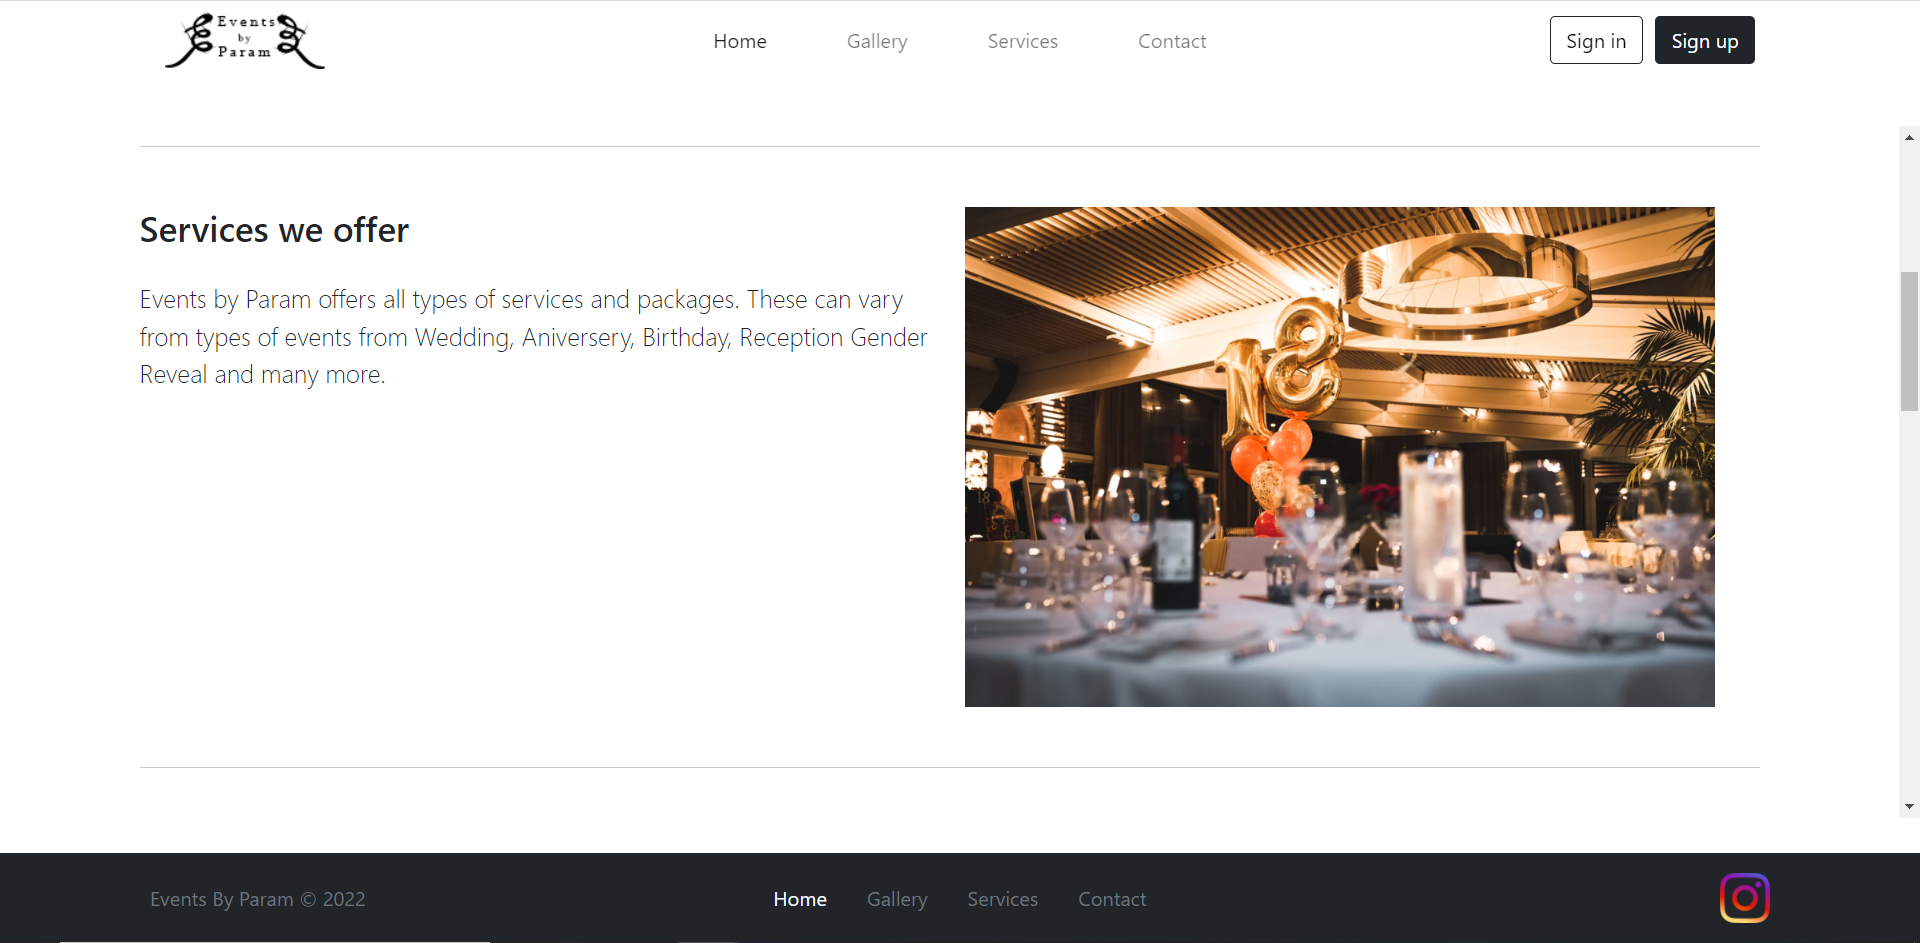 Events
by
Param
Home Gallery Services Contact Sign in Sign up
Services we offer
Events by Param offers all types of services and packages. These can vary
from types of events from Wedding, Aniversery, Birthday, Reception Gender
Reveal and many more.
18
18
Events By Param © 2022 Home Gallery Services Contact